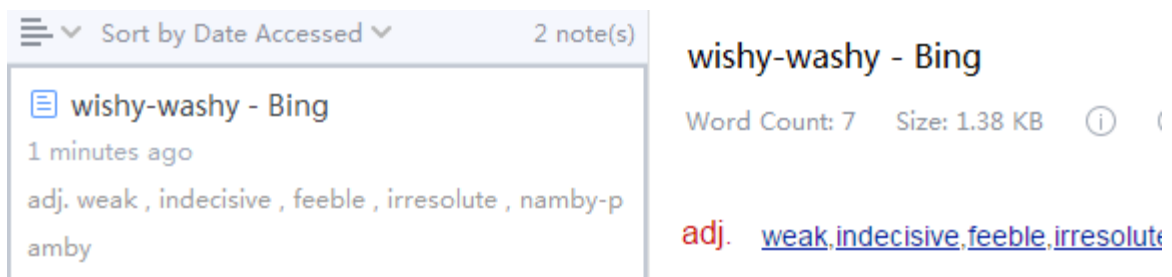 Sort by Date Accessed 2 note(s)
wishy-washy - Bing
1 minutes ago
adj. weak , indecisive , feeble , irresolute , namby-p
amby
wishy-washy - Bing
Word Count: 7 Size: 1.38 KB
adj. weak,indecisive,feeble,irresolute